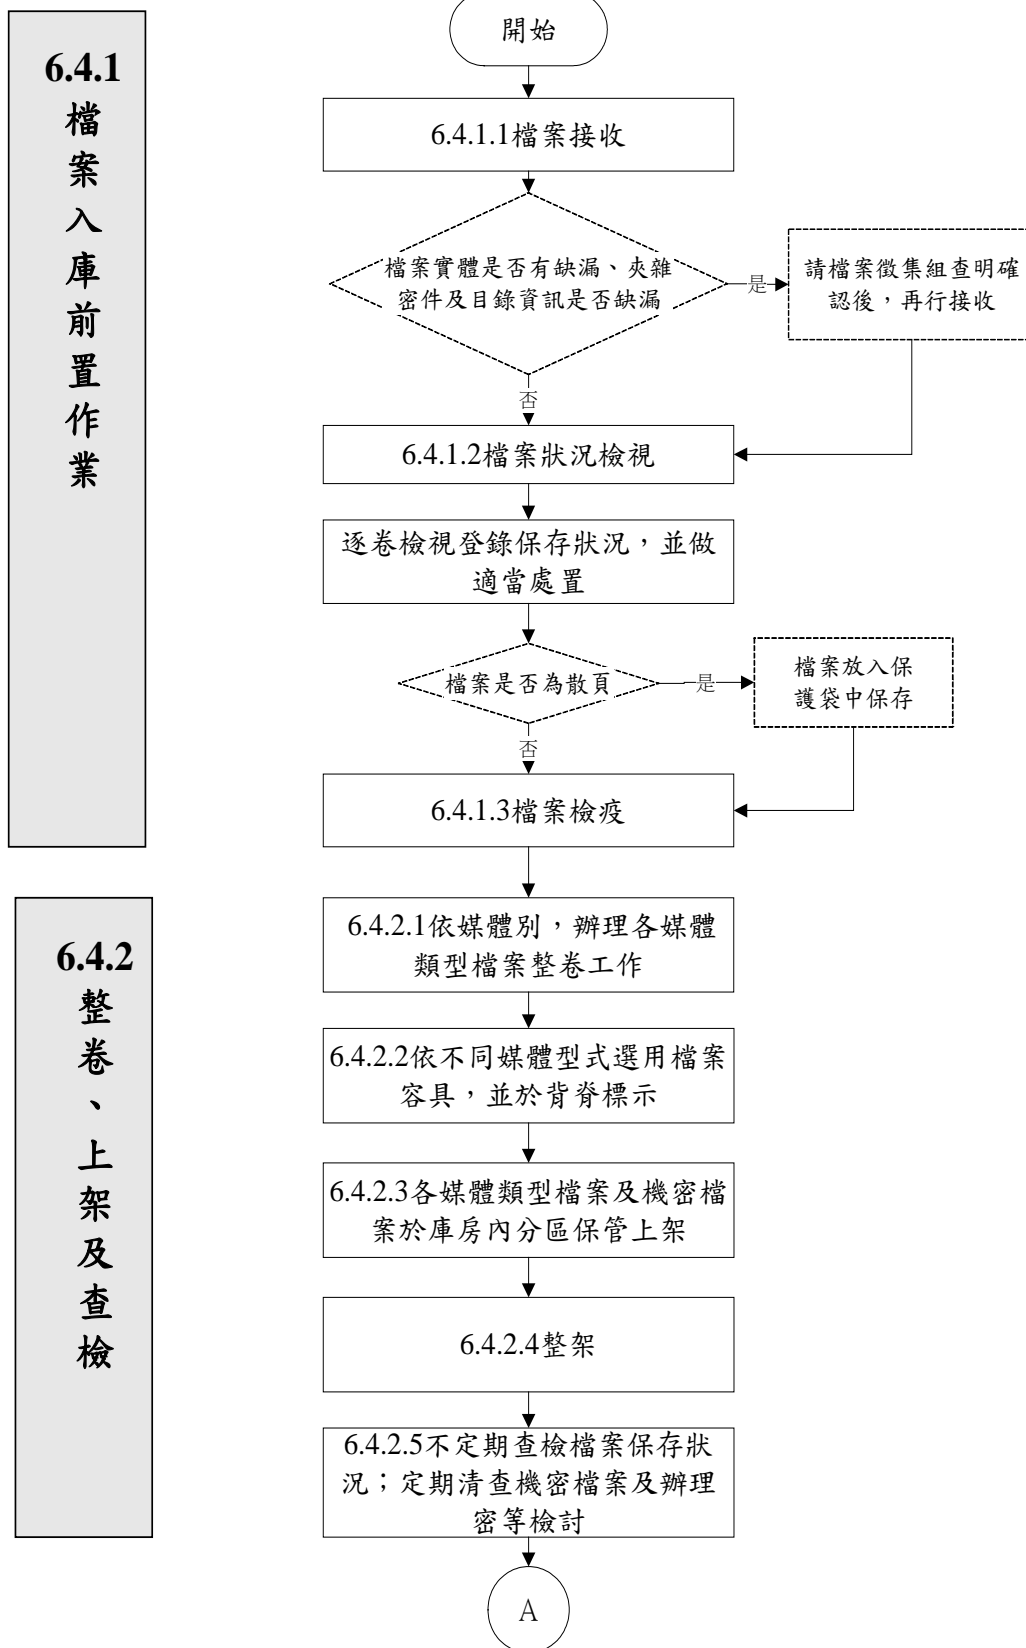 開始
6.4.1
檔
案
入
庫
前
置
作
業
6.4.1.1檔案接收
檔案實體是否有缺漏、夾雜
密件及目錄資訊是否缺漏
是
請檔案徵集組查明確
認後，再行接收
否
6.4.1.2檔案狀況檢視
逐卷檢視登錄保存狀況，並做
適當處置
檔案是否為散頁
是
檔案放入保
護袋中保存
否
6.4.1.3檔案檢疫
6.4.2
整
卷
、
上
架
及
查
檢
6.4.2.1依媒體別，辦理各媒體
類型檔案整卷工作
6.4.2.2依不同媒體型式選用檔案
容具，並於背脊標示
6.4.2.3各媒體類型檔案及機密檔
案於庫房內分區保管上架
6.4.2.4整架
6.4.2.5不定期查檢檔案保存狀
況；定期清查機密檔案及辦理
密等檢討
A